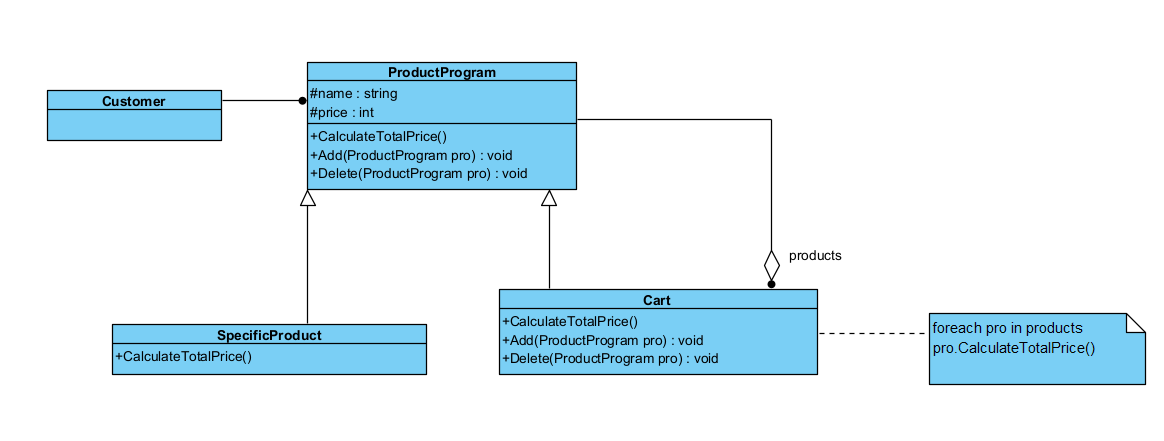 ProductProgram
#name : string
#price : int
+CalculateTotalPrice()
+Add(ProductProgram pro) : void
+Delete(ProductProgram pro) : void
Customer
products
Cart
+CalculateTotalPrice()
+Add(ProductProgram pro) : void
+Delete(ProductProgram pro) : void
SpecificProduct
+CalculateTotalPrice()
foreach pro in products
pro.CalculateTotalPrice()